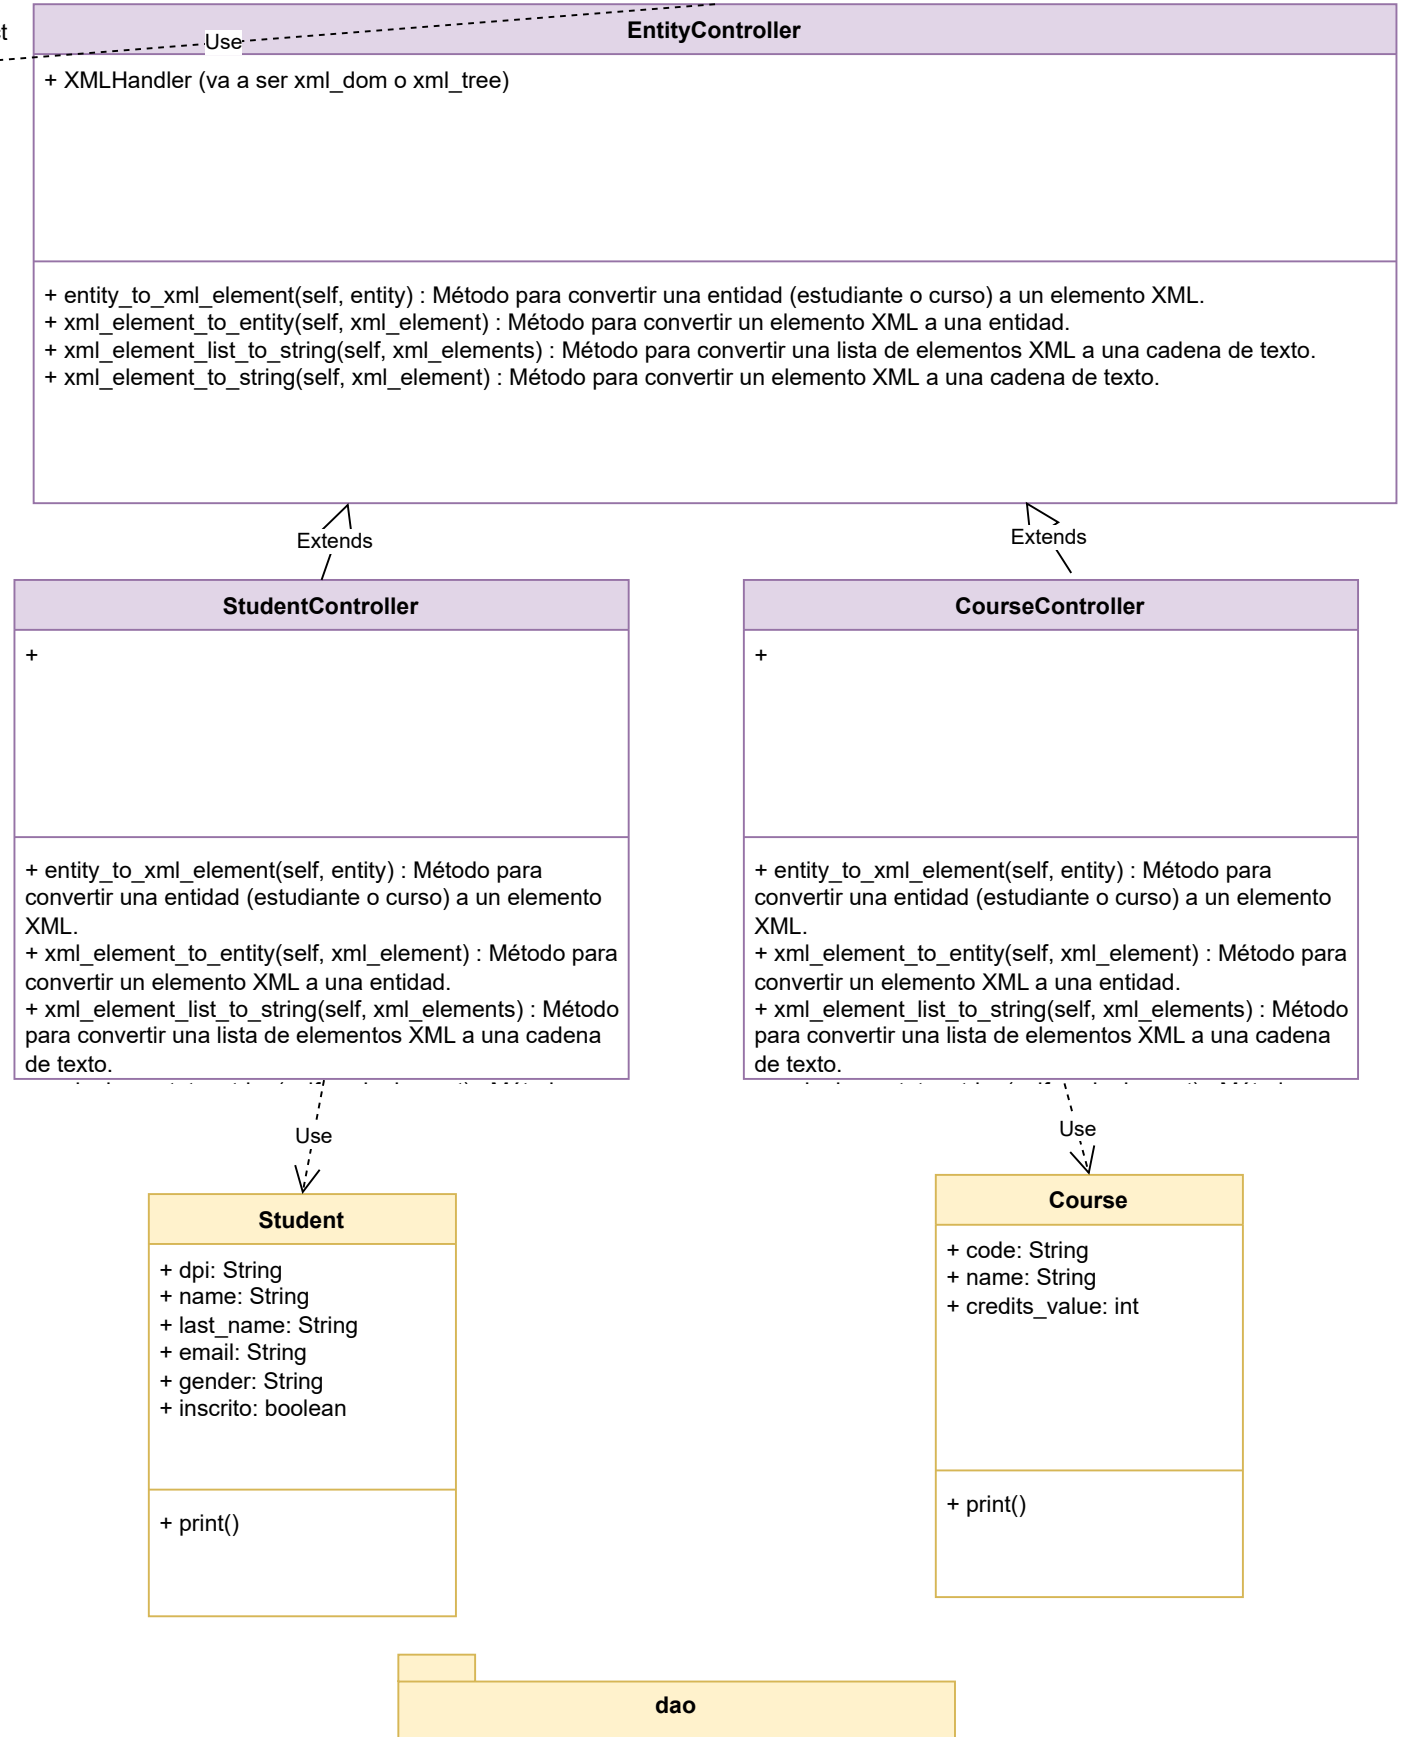 st
Use
EntityController
+ XMLHandler (va a ser xml_dom o xml_tree)
+ entity_to_xml_element(self, entity) : Método para convertir una entidad (estudiante o curso) a un elemento XML.
+ xml_element_to_entity(self, xml_element) : Método para convertir un elemento XML a una entidad.
+ xml_element_list_to_string(self, xml_elements) : Método para convertir una lista de elementos XML a una cadena de texto.
+ xml_element_to_string(self, xml_element) : Método para convertir un elemento XML a una cadena de texto.
Extends
Extends
StudentController
+
+ entity_to_xml_element(self, entity) : Método para
convertir una entidad (estudiante o curso) a un elemento
XML.
+ xml_element_to_entity(self, xml_element) : Método para
convertir un elemento XML a una entidad.
+ xml_element_list_to_string(self, xml_elements) : Método
para convertir una lista de elementos XML a una cadena
de texto.
CourseController
+
+ entity_to_xml_element(self, entity) : Método para
convertir una entidad (estudiante o curso) a un elemento
XML.
+ xml_element_to_entity(self, xml_element) : Método para
convertir un elemento XML a una entidad.
+ xml_element_list_to_string(self, xml_elements) : Método
para convertir una lista de elementos XML a una cadena
de texto.
Use
Use
Student
+ dpi: String
+ name: String
+ last_name: String
+ email: String
+ gender: String
+ inscrito: boolean
+ print()
Course
+ code: String
+ name: String
+ credits_value: int
+ print()
dao